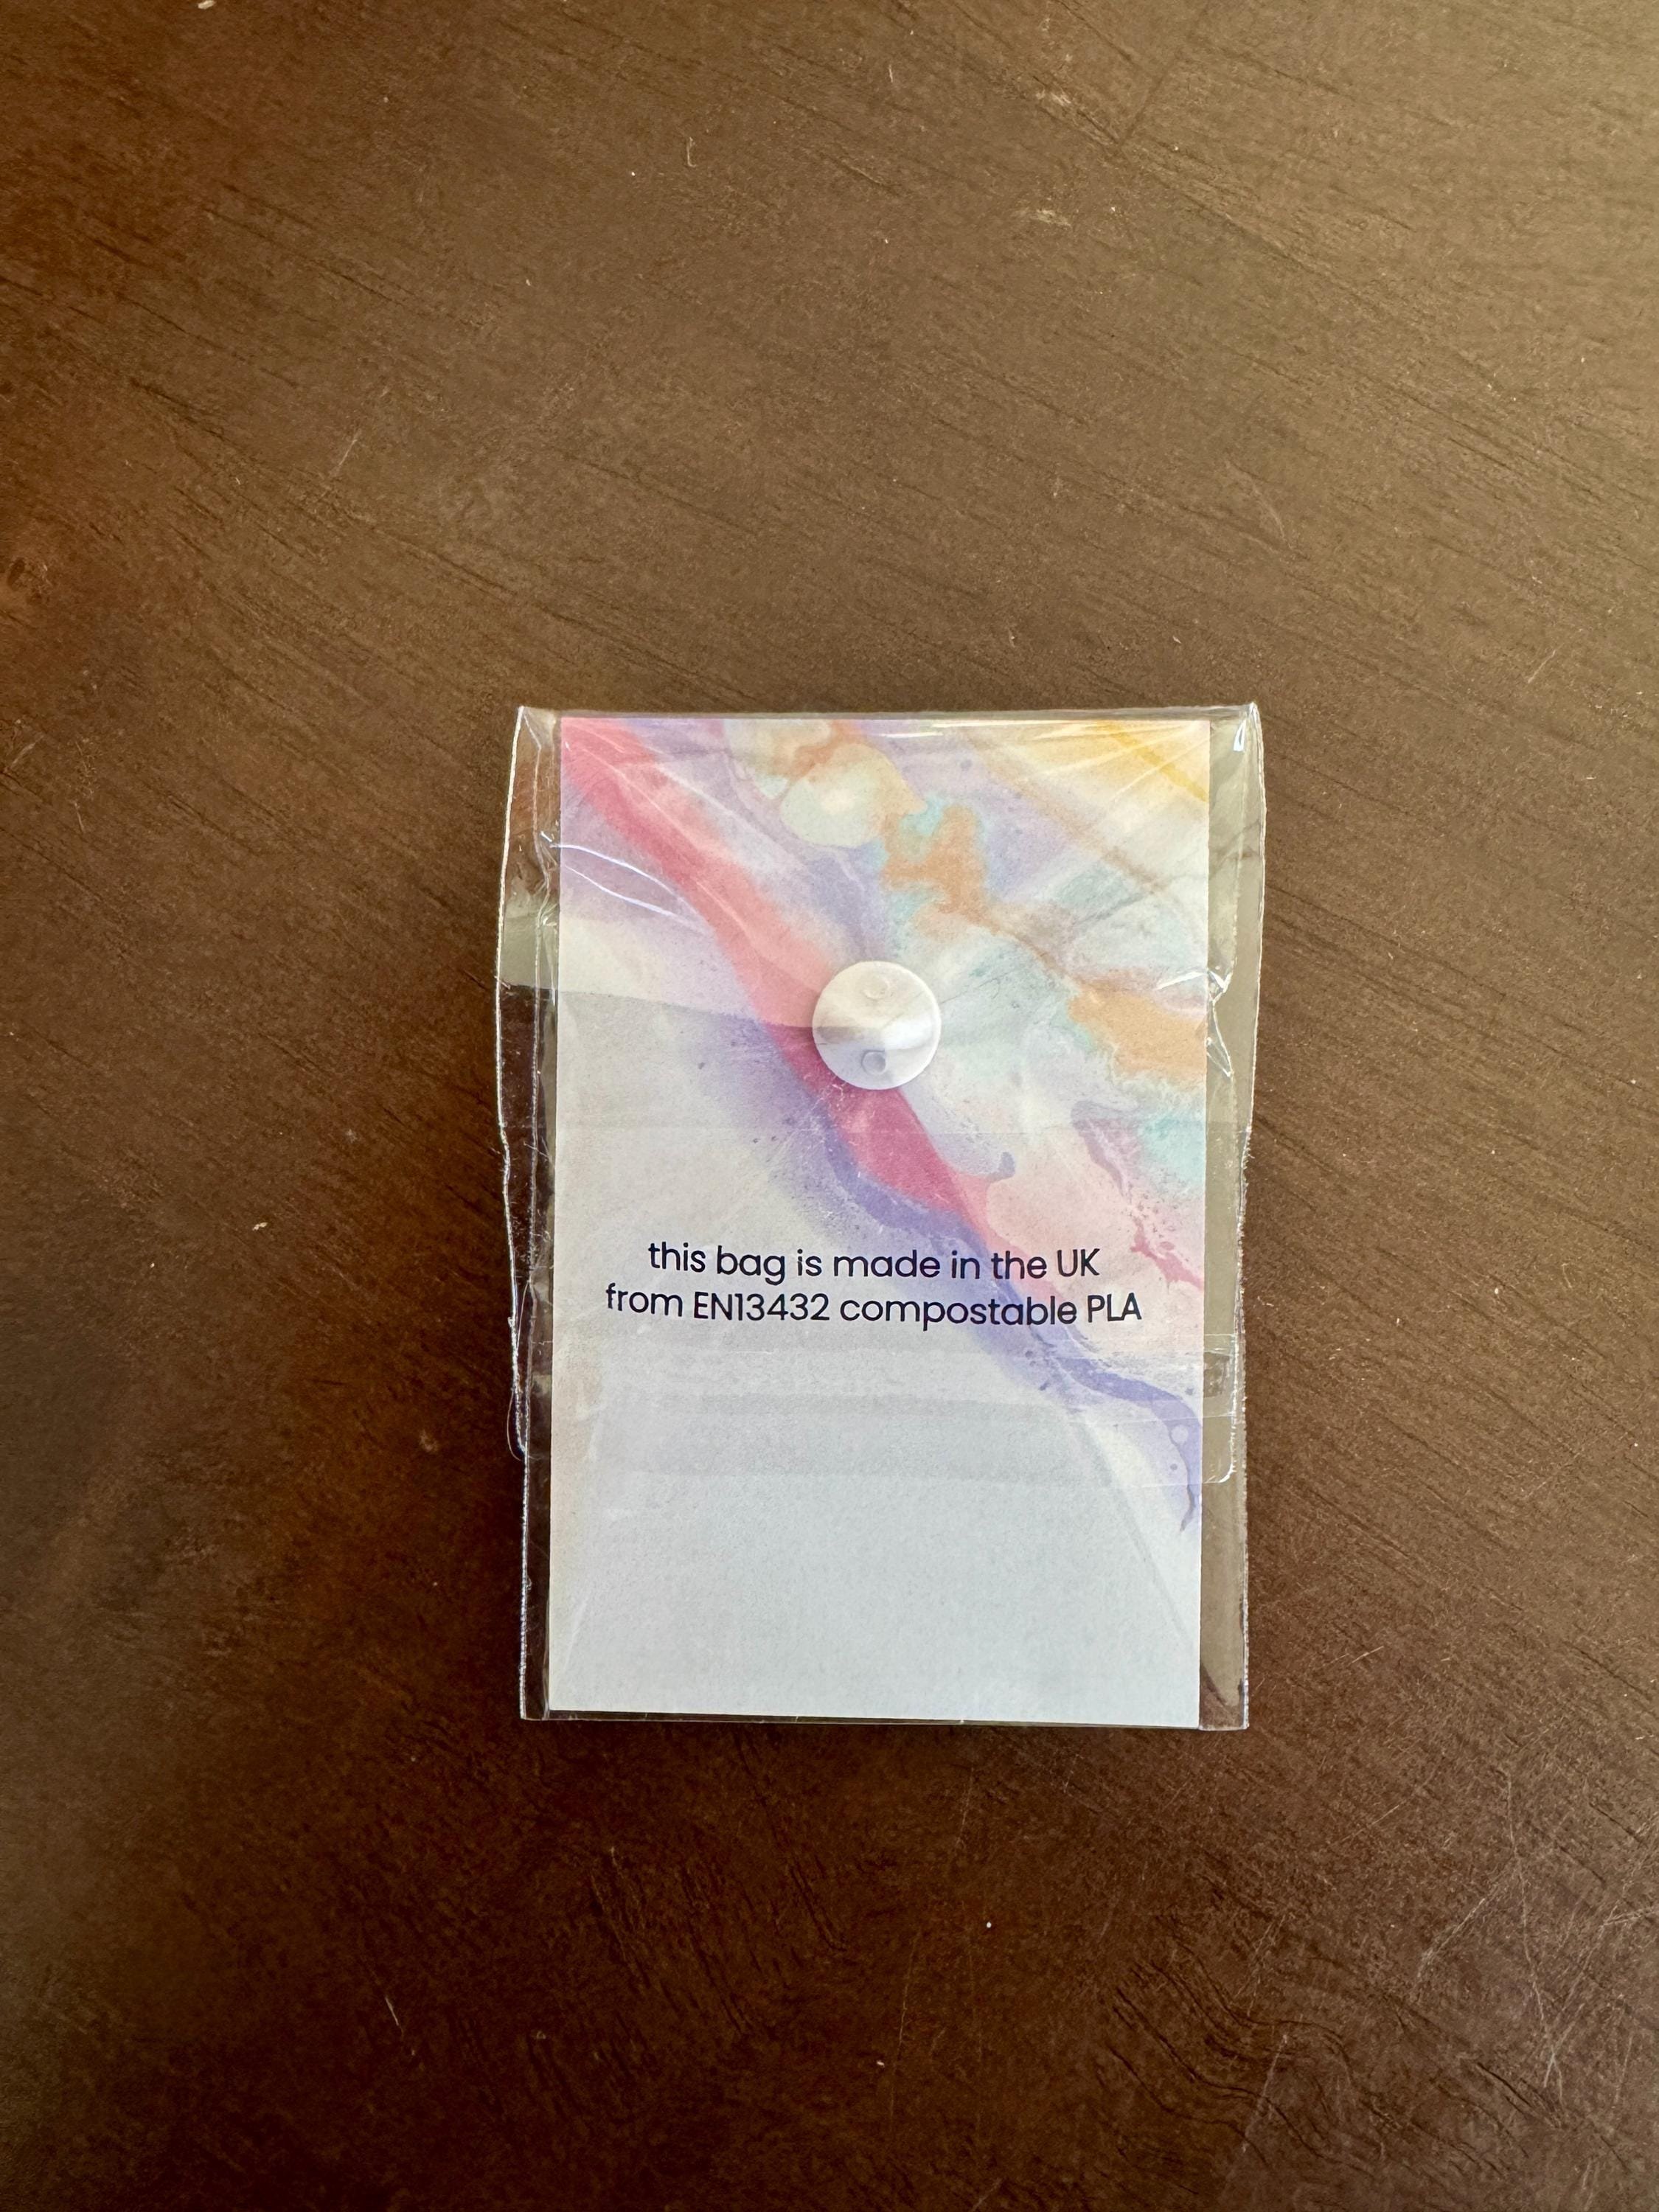 this bag is made in the UK
from EN13432 compostable PLA